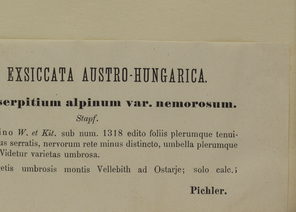 EXSICCATA AUSTRO-HUNGARICA.
serpitium alpinum var. nemorosum.
Stapf.
ino W. et Kit. sub num. 1318 edito foliis plerumque tenui-
us serratis, nervorum rete minus distincto, umbella plerumque
Videtur varietas umbrosa.
etis umbrosis montis Vellebith ad Ostarje; solo calc.;
Pichler.